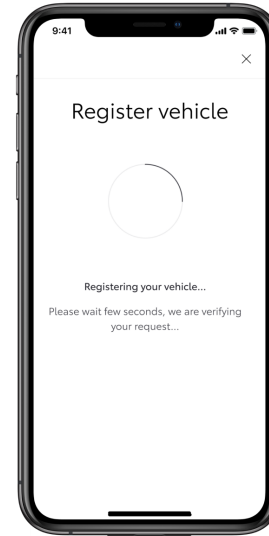 9:41
Register vehicle
Registering your vehicle...
Please wait few seconds, we are verifying
your request...